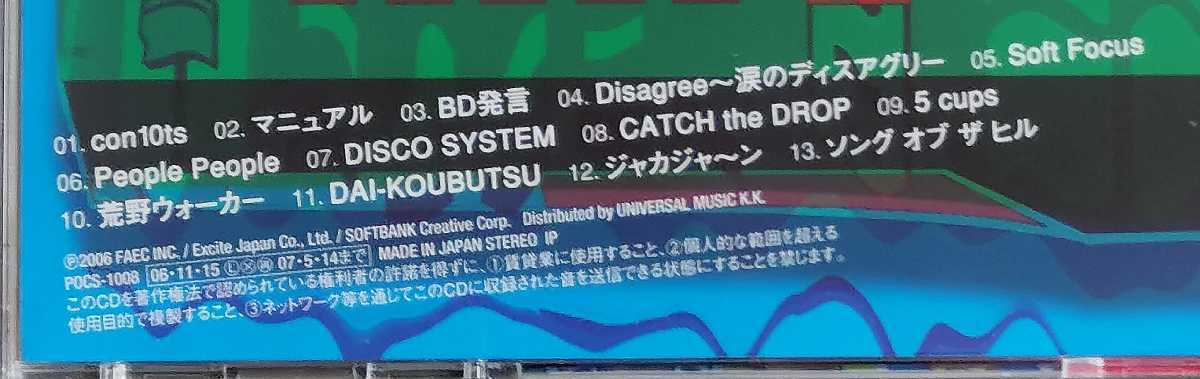 01. con10ts 02. マニュアル 03. BD発言 04. Disagree〜涙のディスアグリー 05. Soft Focus
06. People People 07. DISCO SYSTEM 08. CATCH the DROP 09. 5 cups
10. 荒野ウォーカー 11. DAI-KOUBUTSU 12. ジャカジャ〜ン 13. ソング オブ ザ ヒル
Ⓟ2006 FAEC INC. / Excite Japan Co., Ltd. / SOFTBANK Creative Corp. Distributed by UNIVERSAL MUSIC K.K.
POCS-1008 06・11・15 07・5・14まで MADE IN JAPAN STEREO
このCDを著作権法で認められている権利者の許諾を得ずに、①賃貸業に使用すること、②個人的な範囲を超える
使用目的で複製すること、③ネットワーク等を通じてこのCDに収録された音を送信できる状態にすることを禁じます。